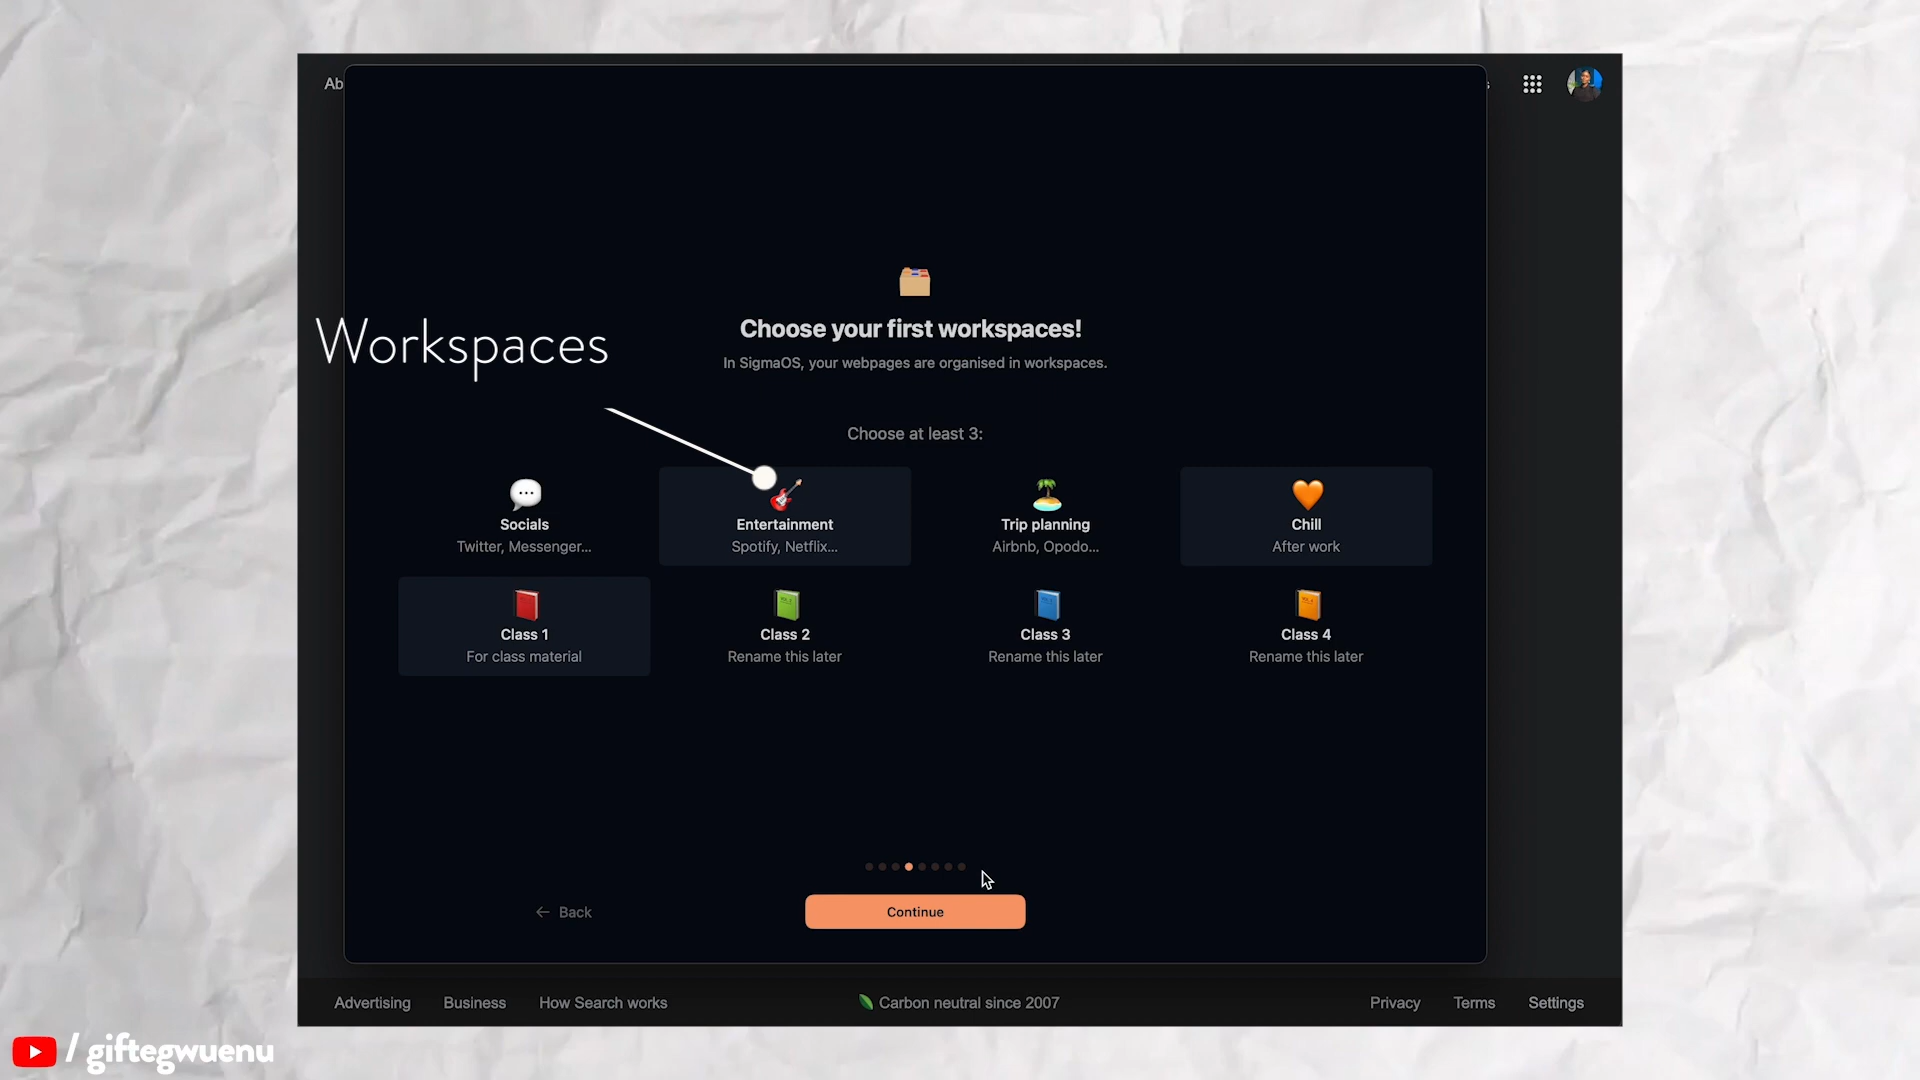 Ab
Choose your first workspaces!
Workspaces
In SigmaOS, your webpages are organised in workspaces.
Choose at least 3:
Socials
Twitter, Messenger...
Entertainment
Spotify, Netflix...
Trip planning
Airbnb, Opodo...
Chill
After work
Class 1
For class material
Class 2
Rename this later
Class 3
Rename this later
Class 4
Rename this later
← Back
Continue
Advertising
Business
How Search works
Carbon neutral since 2007
Privacy
Terms
Settings
/ giftegwuenu